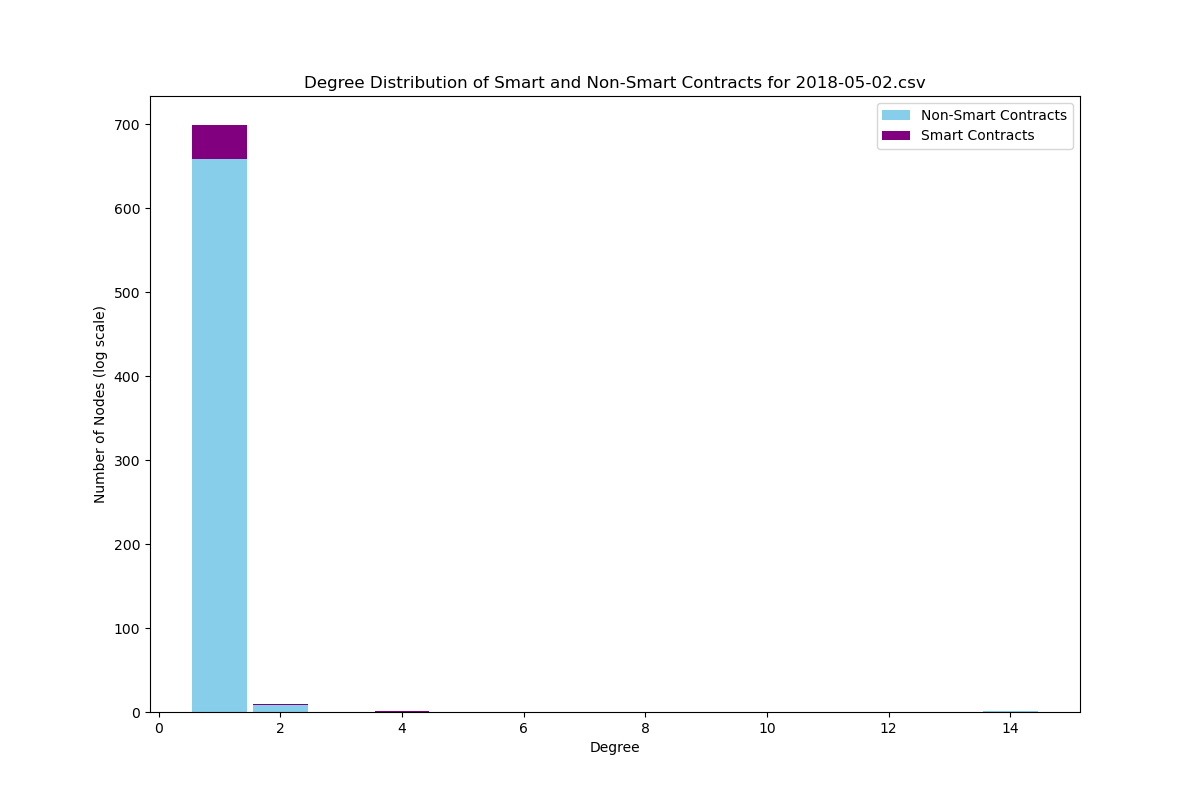 Degree Distribution of Smart and Non-Smart Contracts for 2018-05-02.csv
Non-Smart Contracts
Smart Contracts
Number of Nodes (log scale)
700
600
500
400
300
200
100
0
0 2 4 6 8 10 12 14
Degree